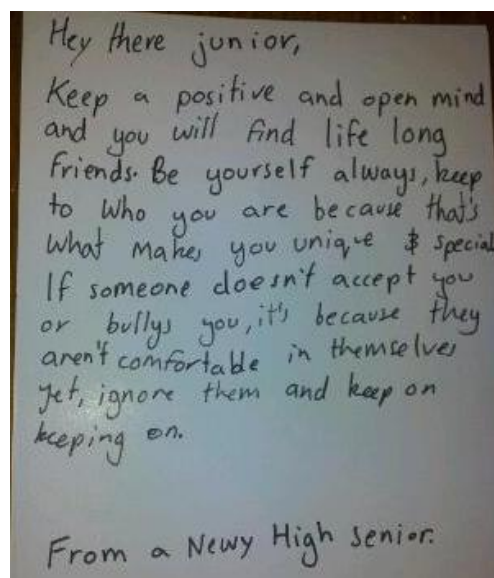 Hey there junior,
Keep a positive and open mind
and you will find life long
friends. Be yourself always, keep
to who you are because that's
what makes you unique & special
If someone doesn't accept you
or bullys you, it's because they
aren't comfortable in themselves
yet, ignore them and keep on
keeping on.
From a Newy High senior.